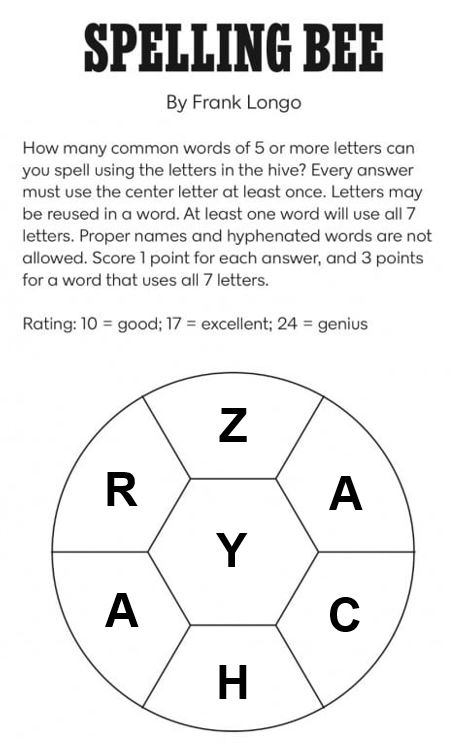 SPELLING BEE
By Frank Longo
How many common words of 5 or more letters can
you spell using the letters in the hive? Every answer
must use the center letter at least once. Letters may
be reused in a word. At least one word will use all 7
letters. Proper names and hyphenated words are not
allowed. Score 1 point for each answer, and 3 points
for a word that uses all 7 letters.
Rating: 10 = good; 17 = excellent; 24 = genius
Z
R
A
Y
A
C
H